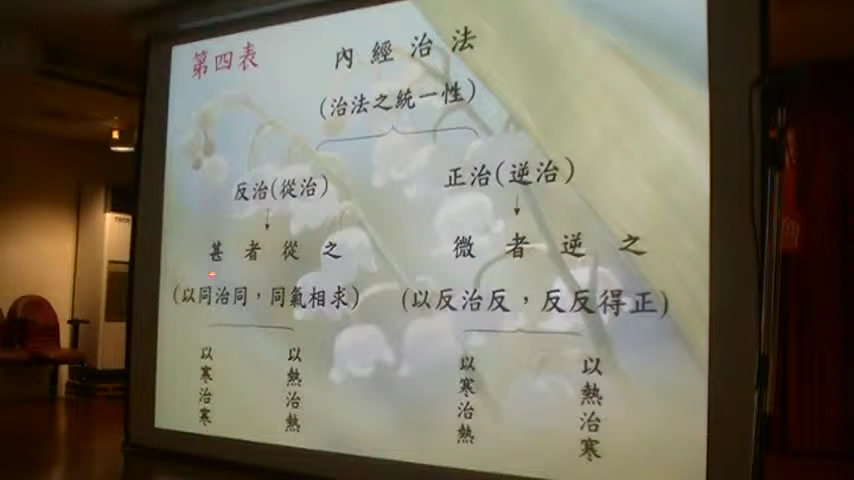 第四表
內經治法
(治法之統一性)
反治(從治)
正治(逆治)
甚者從之
微者逆之
(以同治同，同氣相求)
(以反治反，反反得正)
以寒治寒
以熱治熱
以寒治熱
以熱治寒